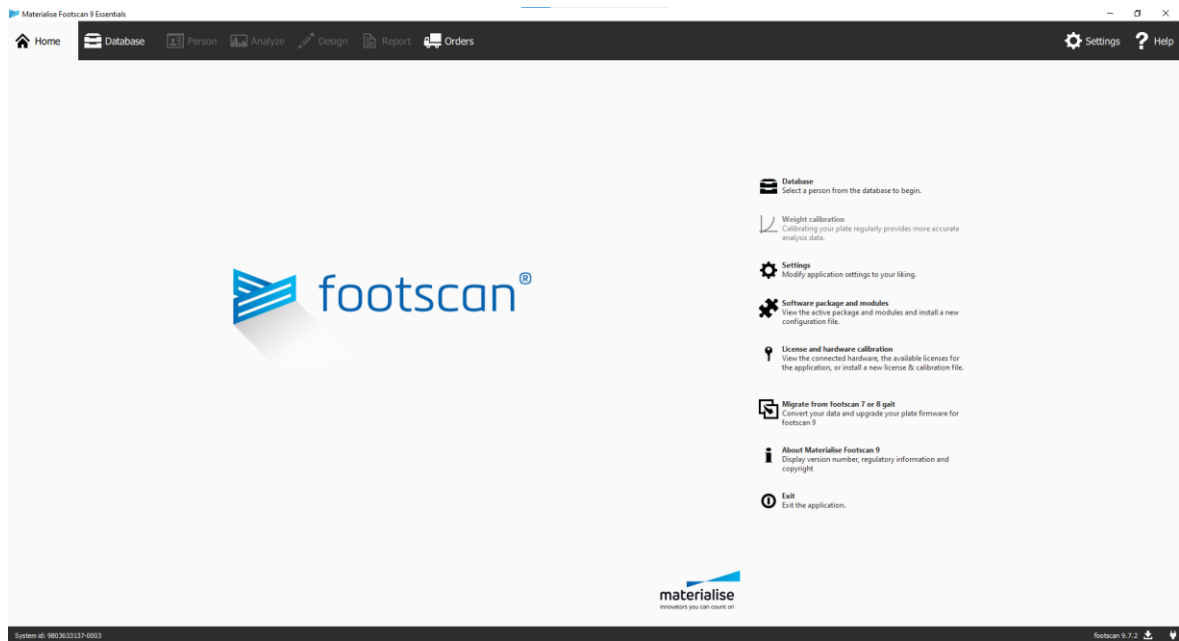 Materialise Footscan 9 Essentials
Home Database Person Analyze Design Report Orders Settings ? Help
Database
Select a person from the database to begin.
Weight calibration
Calibrating your plate regularly provides more accurate
analysis data.
Settings
Modify application settings to your liking.
Software package and modules
View the active package and modules and install a new
configuration file.
License and hardware calibration
View the connected hardware, the available licenses for
the application, or install a new license & calibration file.
Migrate from footscan 7 or 8 gait
Convert your data and upgrade your plate firmware for
footscan 9
About Materialise Footscan 9
Display version number, regulatory information and
copyright
Exit
Exit the application.
footscan®
materialise
innovators you can count on
System id: 9803633137-0003
footscan 9.7.2